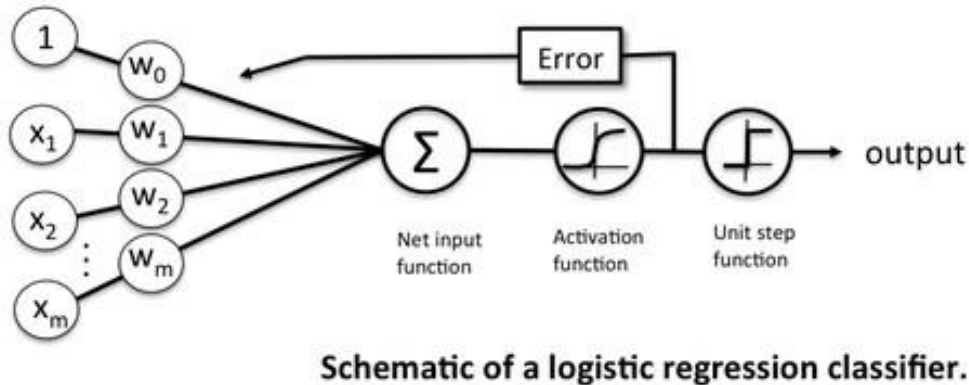 1
w0
Error
x1
w1
Σ
output
x2
w2
Net input
function
Activation
function
Unit step
function
⋮
wm
xm
Schematic of a logistic regression classifier.